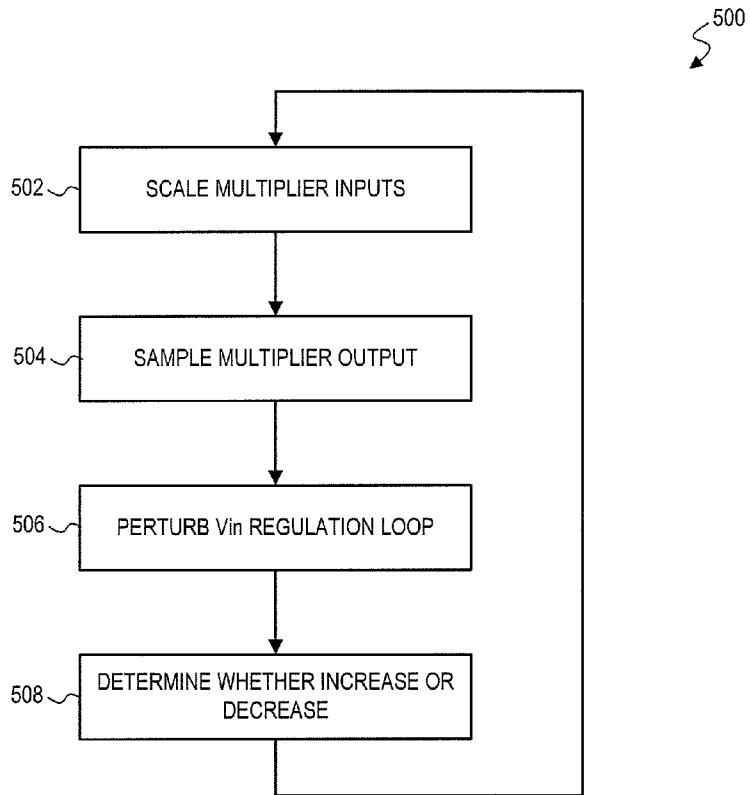 500
502
SCALE MULTIPLIER INPUTS
504
SAMPLE MULTIPLIER OUTPUT
506
PERTURB Vin REGULATION LOOP
508
DETERMINE WHETHER INCREASE OR
DECREASE